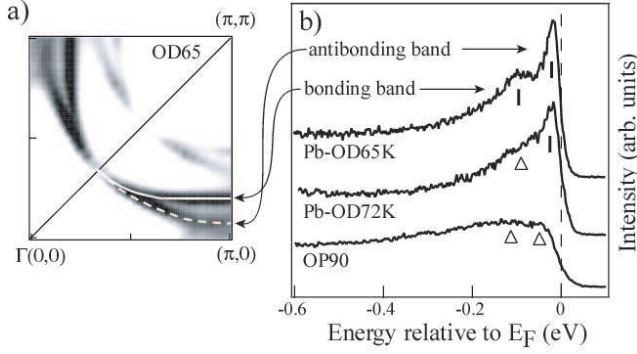 a)
(π,π)
OD65
Γ(0,0)
(π,0)
b)
antibonding band
bonding band
Pb-OD65K
Pb-OD72K
OP90
Intensity (arb. units)
-0.6
-0.4
-0.2
0
Energy relative to E_F (eV)